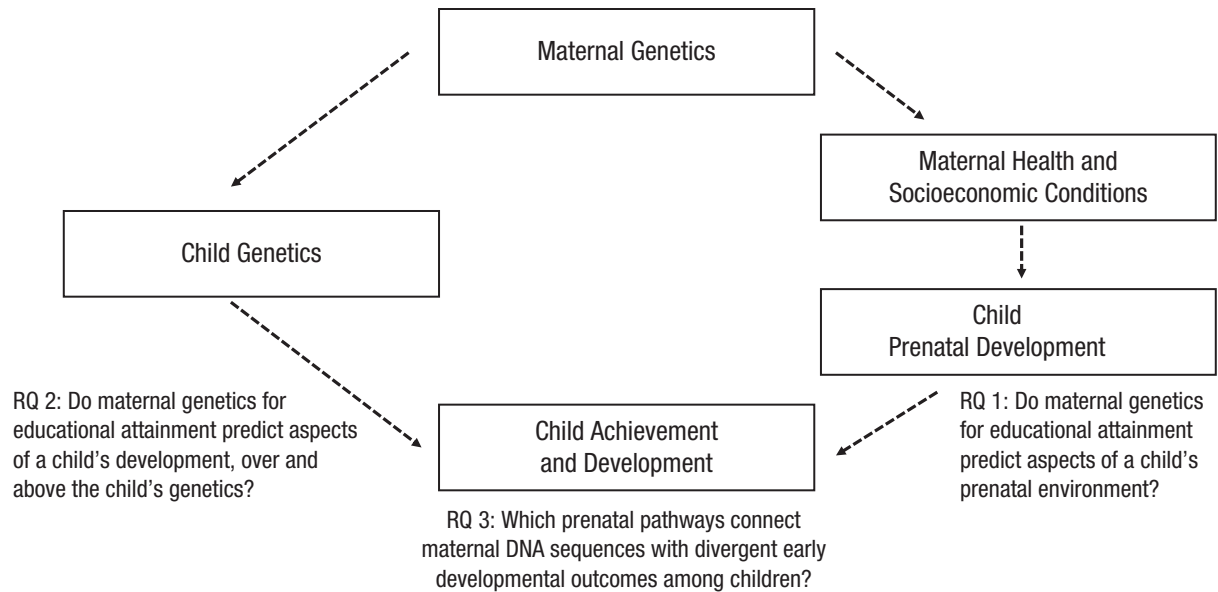 Maternal Genetics
Maternal Health and
Socioeconomic Conditions
Child Genetics
Child
Prenatal Development
RQ 2: Do maternal genetics for
educational attainment predict aspects
of a child's development, over and
above the child's genetics?
Child Achievement
and Development
RQ 1: Do maternal genetics
for educational attainment
predict aspects of a child's
prenatal environment?
RQ 3: Which prenatal pathways connect
maternal DNA sequences with divergent early
developmental outcomes among children?